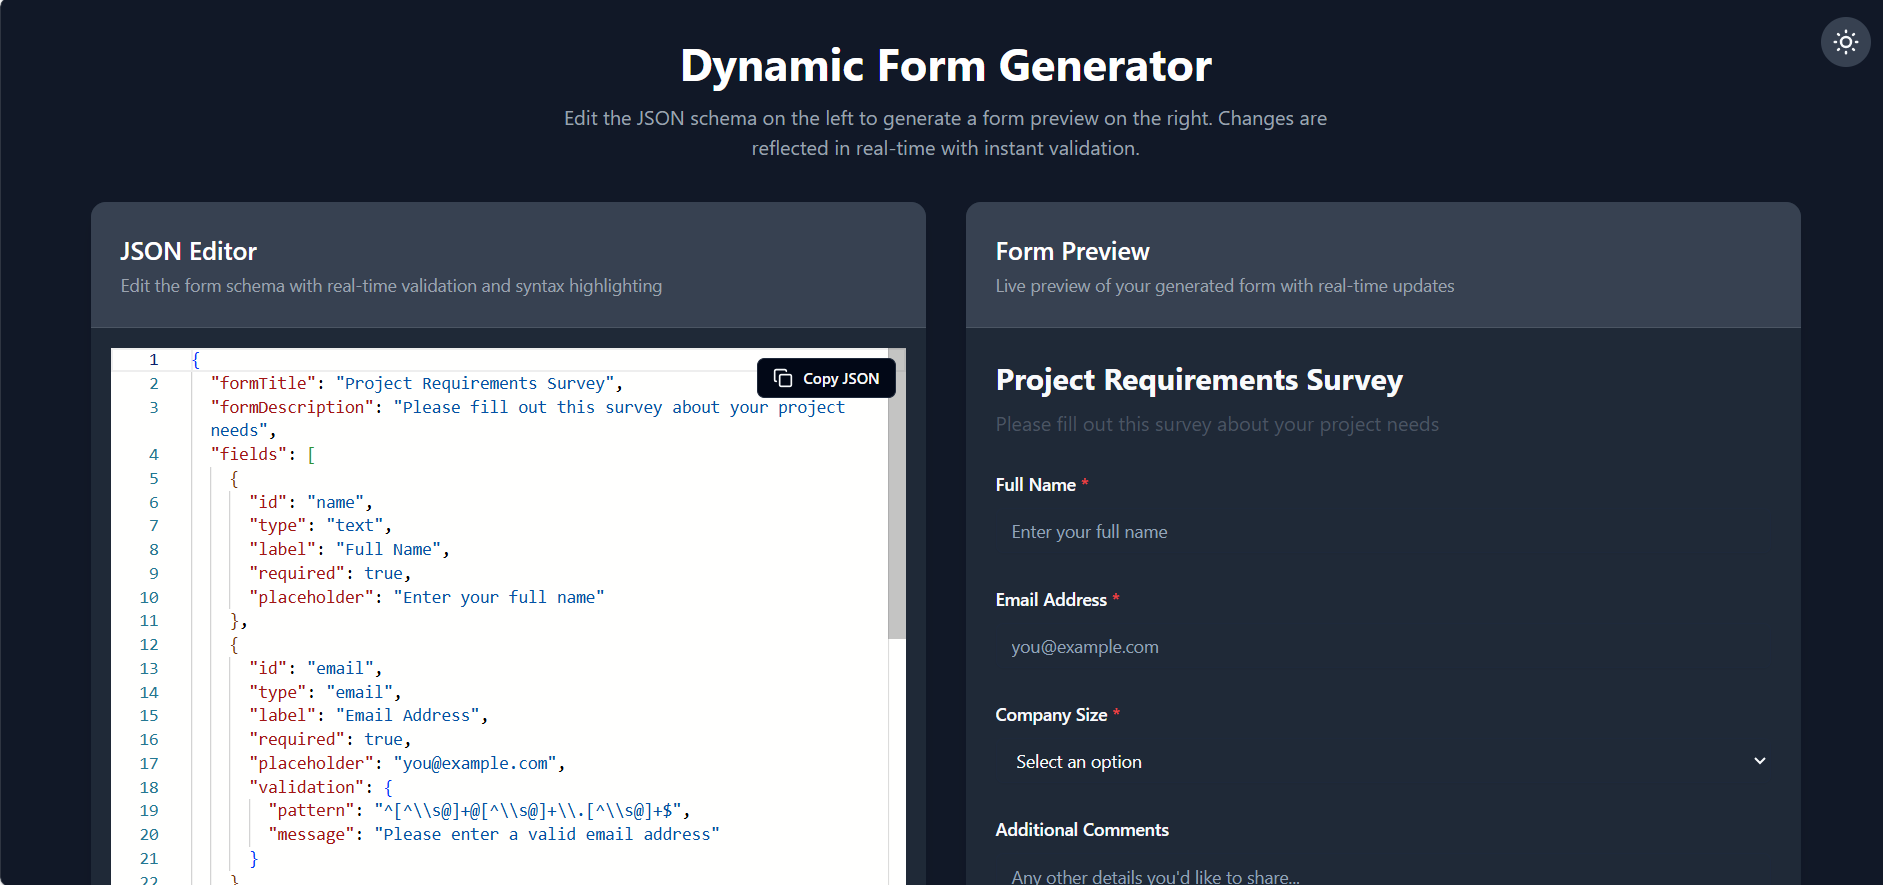 Dynamic Form Generator
Edit the JSON schema on the left to generate a form preview on the right. Changes are
reflected in real-time with instant validation.
JSON Editor
Edit the form schema with real-time validation and syntax highlighting
Copy JSON
1 {
2 "formTitle": "Project Requirements Survey",
3 "formDescription": "Please fill out this survey about your project
needs",
4 "fields": [
5 {
6 "id": "name",
7 "type": "text",
8 "label": "Full Name",
9 "required": true,
10 "placeholder": "Enter your full name"
11 },
12 {
13 "id": "email",
14 "type": "email",
15 "label": "Email Address",
16 "required": true,
17 "placeholder": "you@example.com",
18 "validation": {
19 "pattern": "^[^\\s@]+@[^\\s@]+\\.[^\\s@]+$",
20 "message": "Please enter a valid email address"
21 }
22 }
Form Preview
Live preview of your generated form with real-time updates
Project Requirements Survey
Please fill out this survey about your project needs
Full Name *
Enter your full name
Email Address *
you@example.com
Company Size *
Select an option
Additional Comments
Any other details you'd like to share...